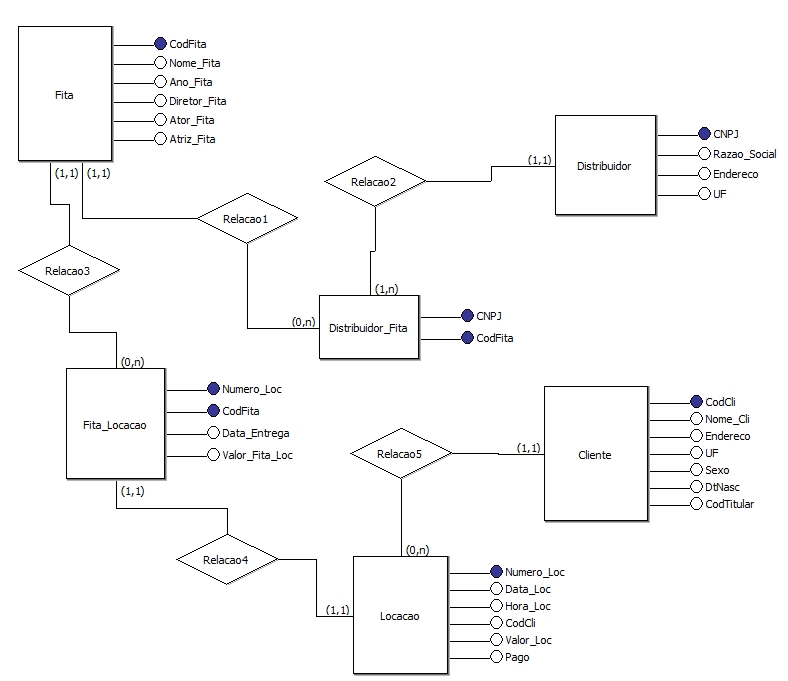 Fita
CodFita
Nome_Fita
Ano_Fita
Diretor_Fita
Ator_Fita
Atriz_Fita
(1,1)
(1,1)
Relacao1
Relacao2
(1,1)
Distribuidor
CNPJ
Razao_Social
Endereco
UF
Relacao3
(1,n)
(0,n)
Distribuidor_Fita
CNPJ
CodFita
(0,n)
Fita_Locacao
Numero_Loc
CodFita
Data_Entrega
Valor_Fita_Loc
(1,1)
Relacao5
(1,1)
Cliente
CodCli
Nome_Cli
Endereco
UF
Sexo
DtNasc
CodTitular
Relacao4
(0,n)
(1,1)
Locacao
Numero_Loc
Data_Loc
Hora_Loc
CodCli
Valor_Loc
Pago